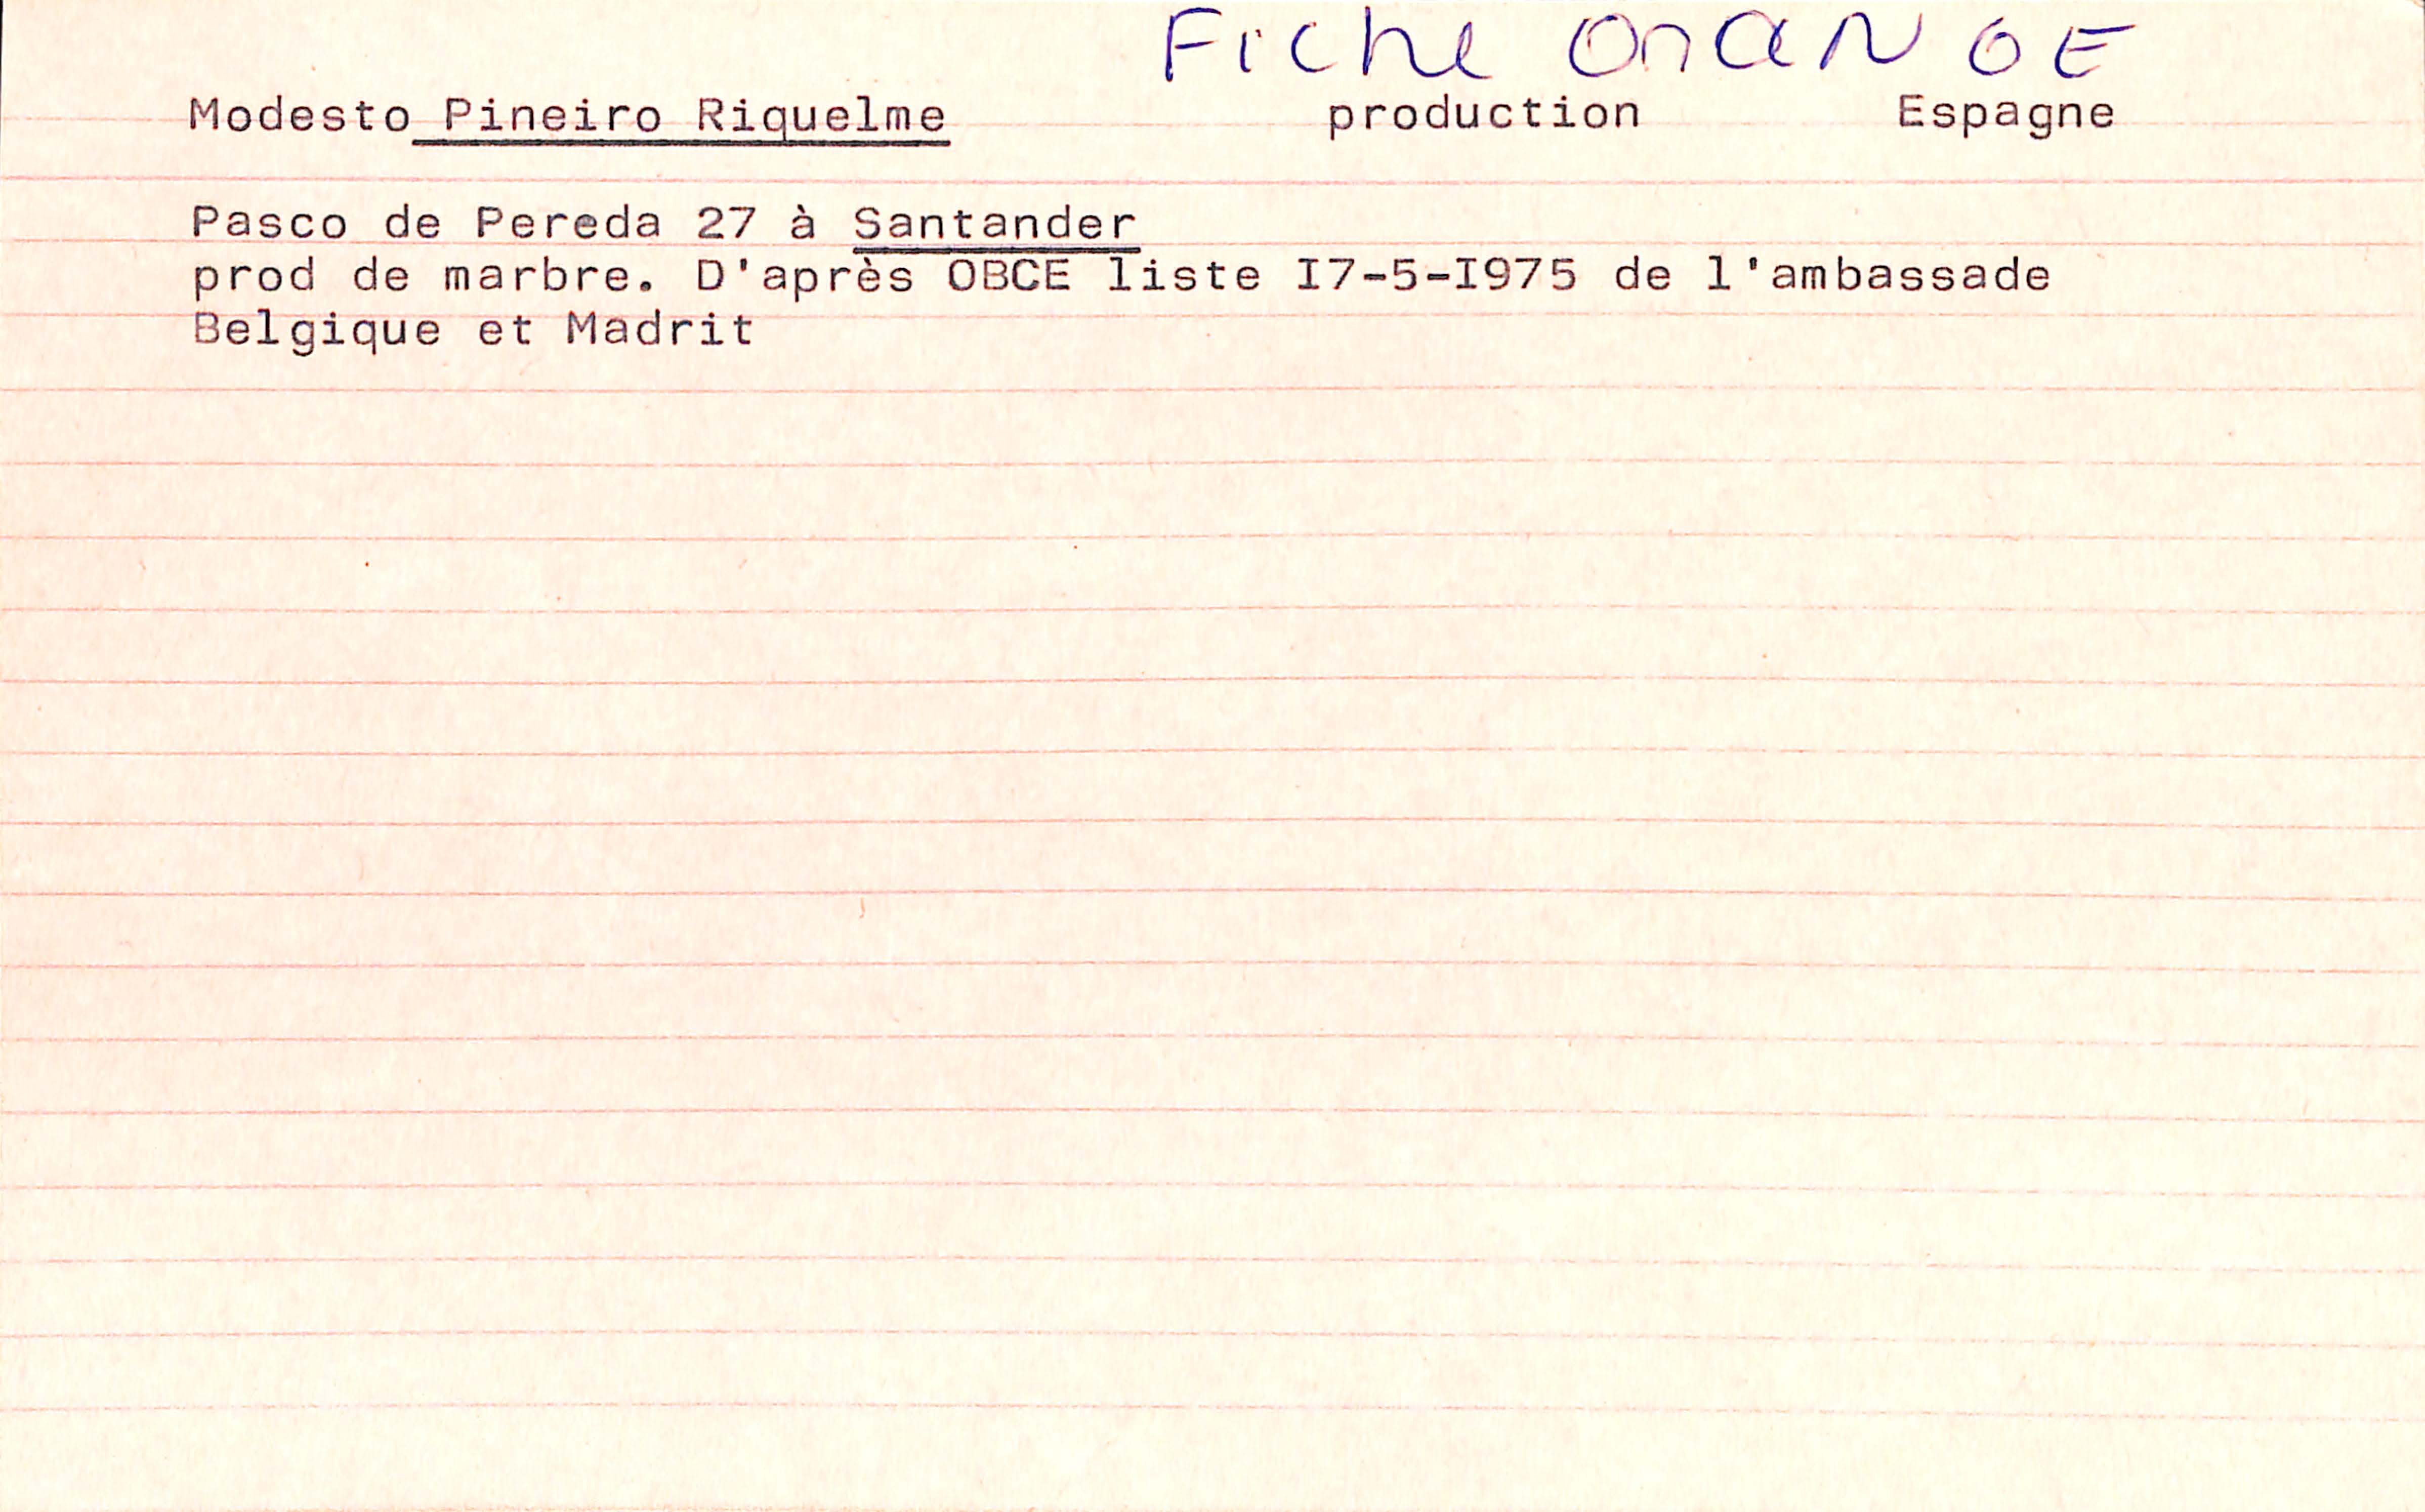 Fiche OrANGE
Modesto Pineiro Riquelme production Espagne
Pasco de Pereda 27 à Santander
prod de marbre. D'après OBCE liste I7-5-I975 de l'ambassade
Belgique et Madrit